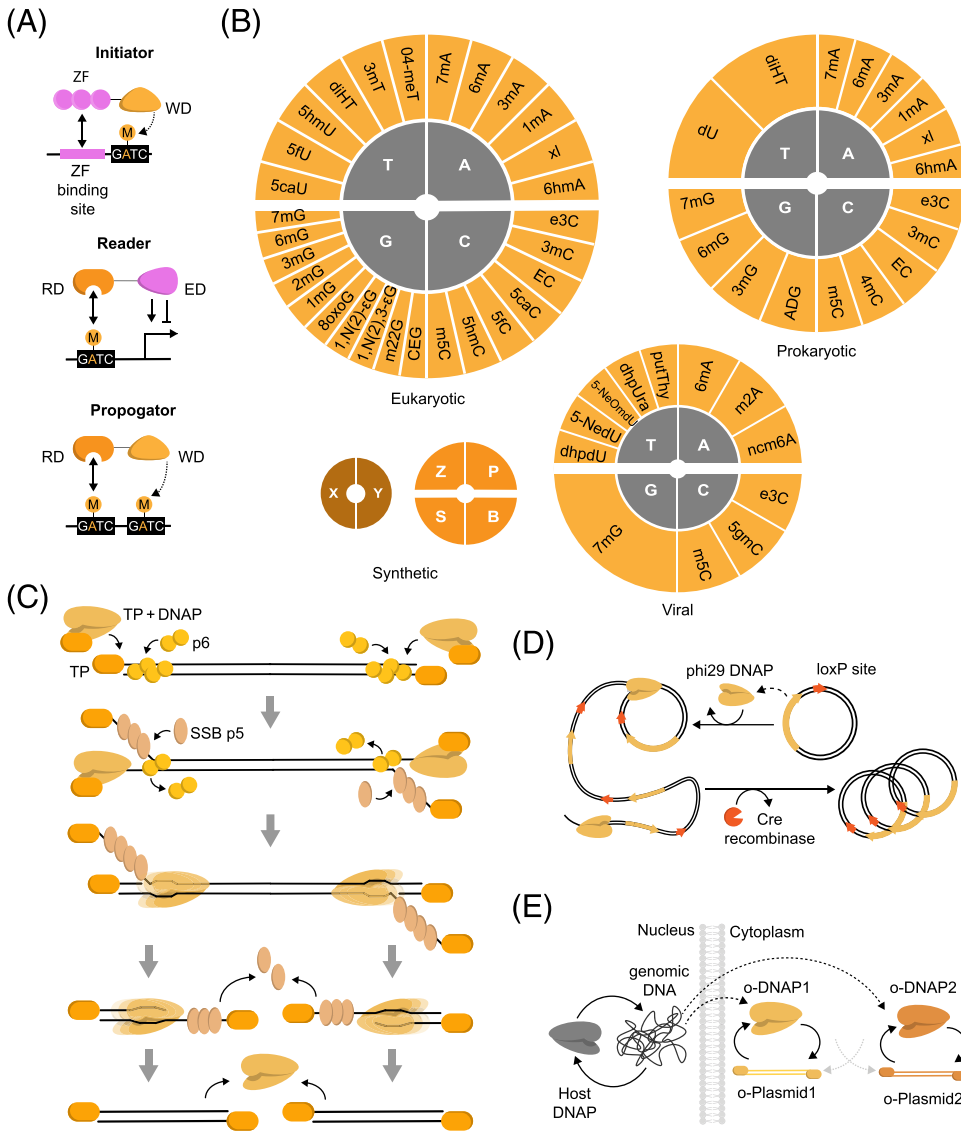 (A)
Initiator
ZF
WD
M
GATC
ZF
binding
site
Reader
RD
ED
M
GATC
Propogator
RD
WD
M
M
GATC
GATC
(B)
04-meT
3mT
diHT
5hmU
5fU
5caU
7mA
6mA
3mA
1mA
xl
6hmA
T
A
G
C
7mG
6mG
3mG
2mG
1mG
8oxoG
1,N(2)-εG
1,N(2),3-εG
m22G
CEG
m5C
5hmC
5fC
5caC
EC
3mC
e3C
Eukaryotic
diHT
dU
7mA
6mA
3mA
1mA
xl
6hmA
T
A
G
C
7mG
6mG
3mG
ADG
m5C
4mC
EC
3mC
e3C
Prokaryotic
X
Y
Z
P
S
B
Synthetic
putThy
dhpUra
5-NeOmdU
5-NedU
dhpdU
6mA
m2A
ncm6A
T
A
G
C
7mG
m5C
5gmC
e3C
Viral
(C)
TP + DNAP
p6
TP
SSB p5
(D)
phi29 DNAP
loxP site
Cre
recombinase
(E)
Nucleus
Cytoplasm
genomic
DNA
o-DNAP1
o-DNAP2
Host
DNAP
o-Plasmid1
o-Plasmid2